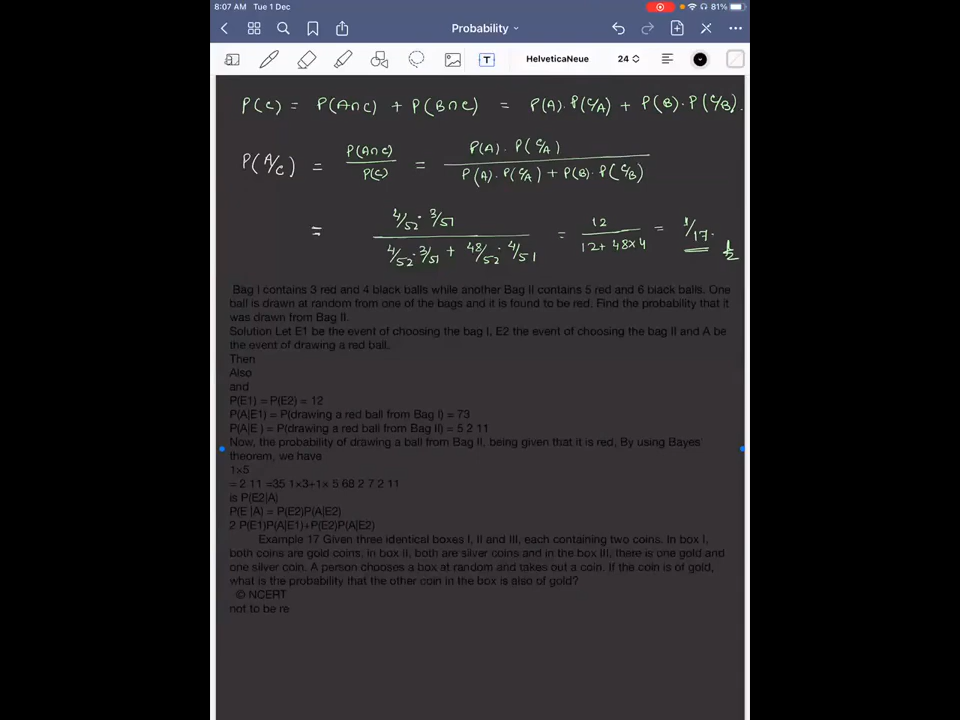 8:07 AM Tue 1 Dec 81%
Probability
T HelveticaNeue 24
P(C) = P(A∩C) + P(B∩C) = P(A).P(C/A) + P(B).P(C/B).
P(A/C) = P(A∩C)/P(C) = P(A).P(C/A) / P(A).P(C/A) + P(B).P(C/B)
= 4/52.3/51 / 4/52.3/51 + 48/52.4/51 = 12/12+48×4 = 1/17. 1/2
Bag I contains 3 red and 4 black balls while another Bag II contains 5 red and 6 black balls. One
ball is drawn at random from one of the bags and it is found to be red. Find the probability that it
was drawn from Bag II.
Solution Let E1 be the event of choosing the bag I, E2 the event of choosing the bag II and A be
the event of drawing a red ball.
Then
Also
and
P(E1) = P(E2) = 12
P(A|E1) = P(drawing a red ball from Bag I) = 73
P(A|E ) = P(drawing a red ball from Bag II) = 5 2 11
Now, the probability of drawing a ball from Bag II, being given that it is red, By using Bayes'
theorem, we have
1×5
= 2 11 =35 1×3+1× 5 68 2 7 2 11
is P(E2|A)
P(E |A) = P(E2)P(A|E2)
2 P(E1)P(A|E1)+P(E2)P(A|E2)
Example 17 Given three identical boxes I, II and III, each containing two coins. In box I,
both coins are gold coins, in box II, both are silver coins and in the box III, there is one gold and
one silver coin. A person chooses a box at random and takes out a coin. If the coin is of gold,
what is the probability that the other coin in the box is also of gold?
© NCERT
not to be re